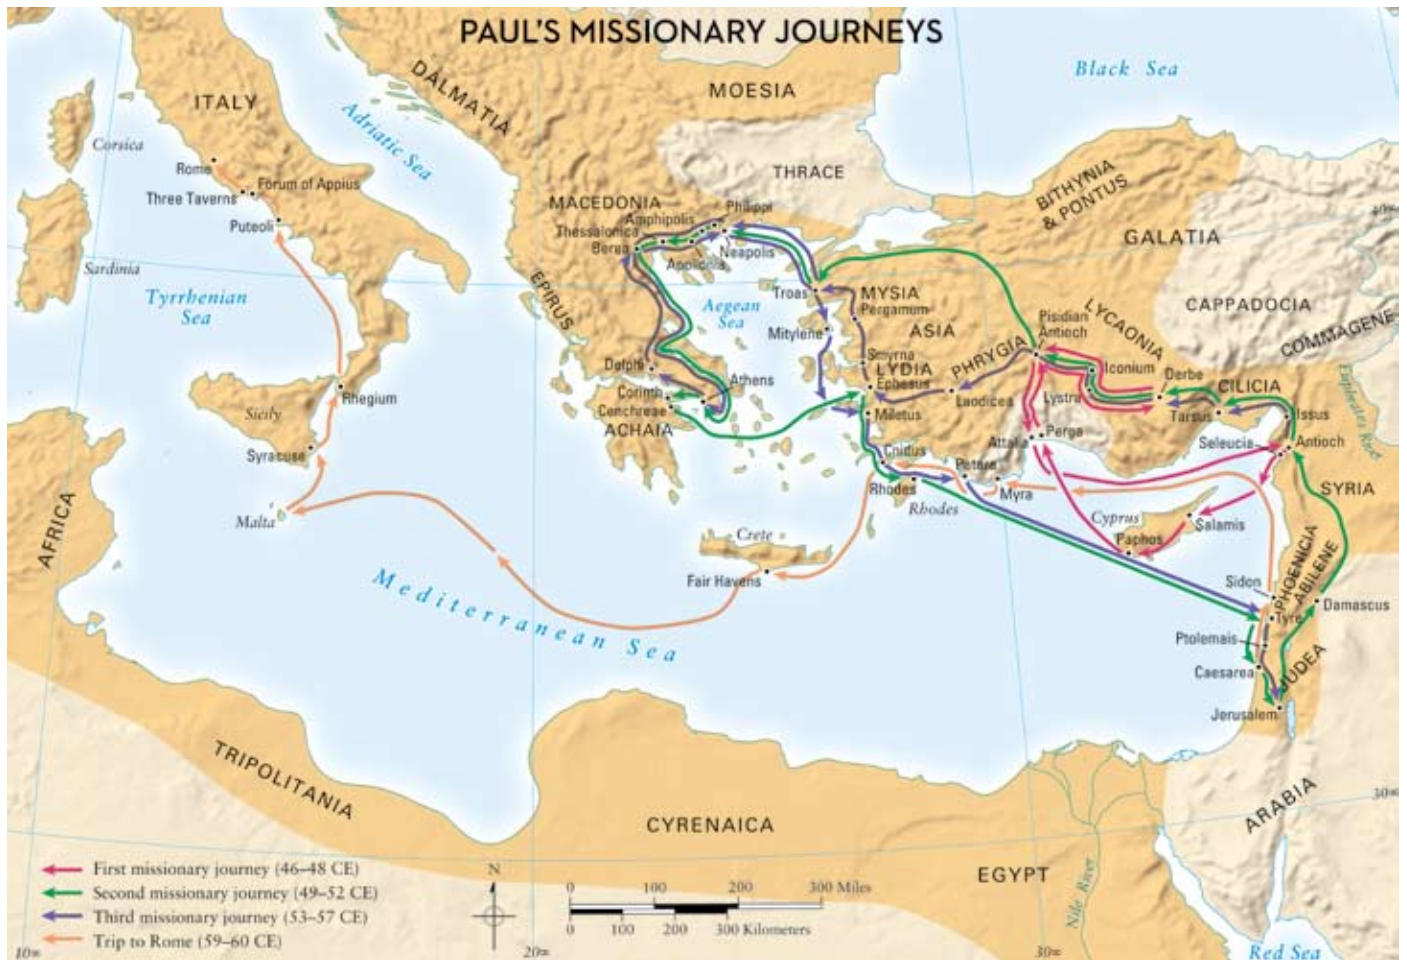 PAUL'S MISSIONARY JOURNEYS
Black Sea
DALMATIA
MOESIA
ITALY
Adriatic Sea
Corsica
Rome
THRACE
BITHYNIA
& PONTUS
Forum of Appius
Three Taverns
MACEDONIA
Philippi
Amphipolis
Thessalonica
Puteoli
Berea
Neapolis
GALATIA
40°
Apollonia
Sardinia
EPIRUS
Tyrrhenian
Sea
Troas
MYSIA
Pergamum
Aegean
Sea
CAPPADOCIA
LYCAONIA
Pisidian
Antioch
COMMAGENE
Mitylene
ASIA
PHRYGIA
Smyrna
LYDIA
Iconium
Delphi
Athens
Ephesus
Derbe
CILICIA
Euphrates River
Corinth
Laodicea
Lystra
Rhegium
Sicily
Cenchreae
Miletus
Tarsus
Issus
ACHAIA
Attalia
Perga
Seleucia
Antioch
Syracuse
Cnidus
Patara
AFRICA
Rhodes
Rhodes
Myra
SYRIA
Malta
Cyprus
Salamis
Crete
Paphos
PHOENICIA
ABILENE
Fair Havens
Sidon
Mediterranean Sea
Damascus
Tyre
Ptolemais
Caesarea
JUDEA
Jerusalem
TRIPOLITANIA
CYRENAICA
ARABIA
30°
EGYPT
Nile River
First missionary journey (46–48 CE)
Second missionary journey (49–52 CE)
Third missionary journey (53–57 CE)
Trip to Rome (59–60 CE)
N
0 100 200 300 Miles
0 100 200 300 Kilometers
10°
20°
30°
Red Sea